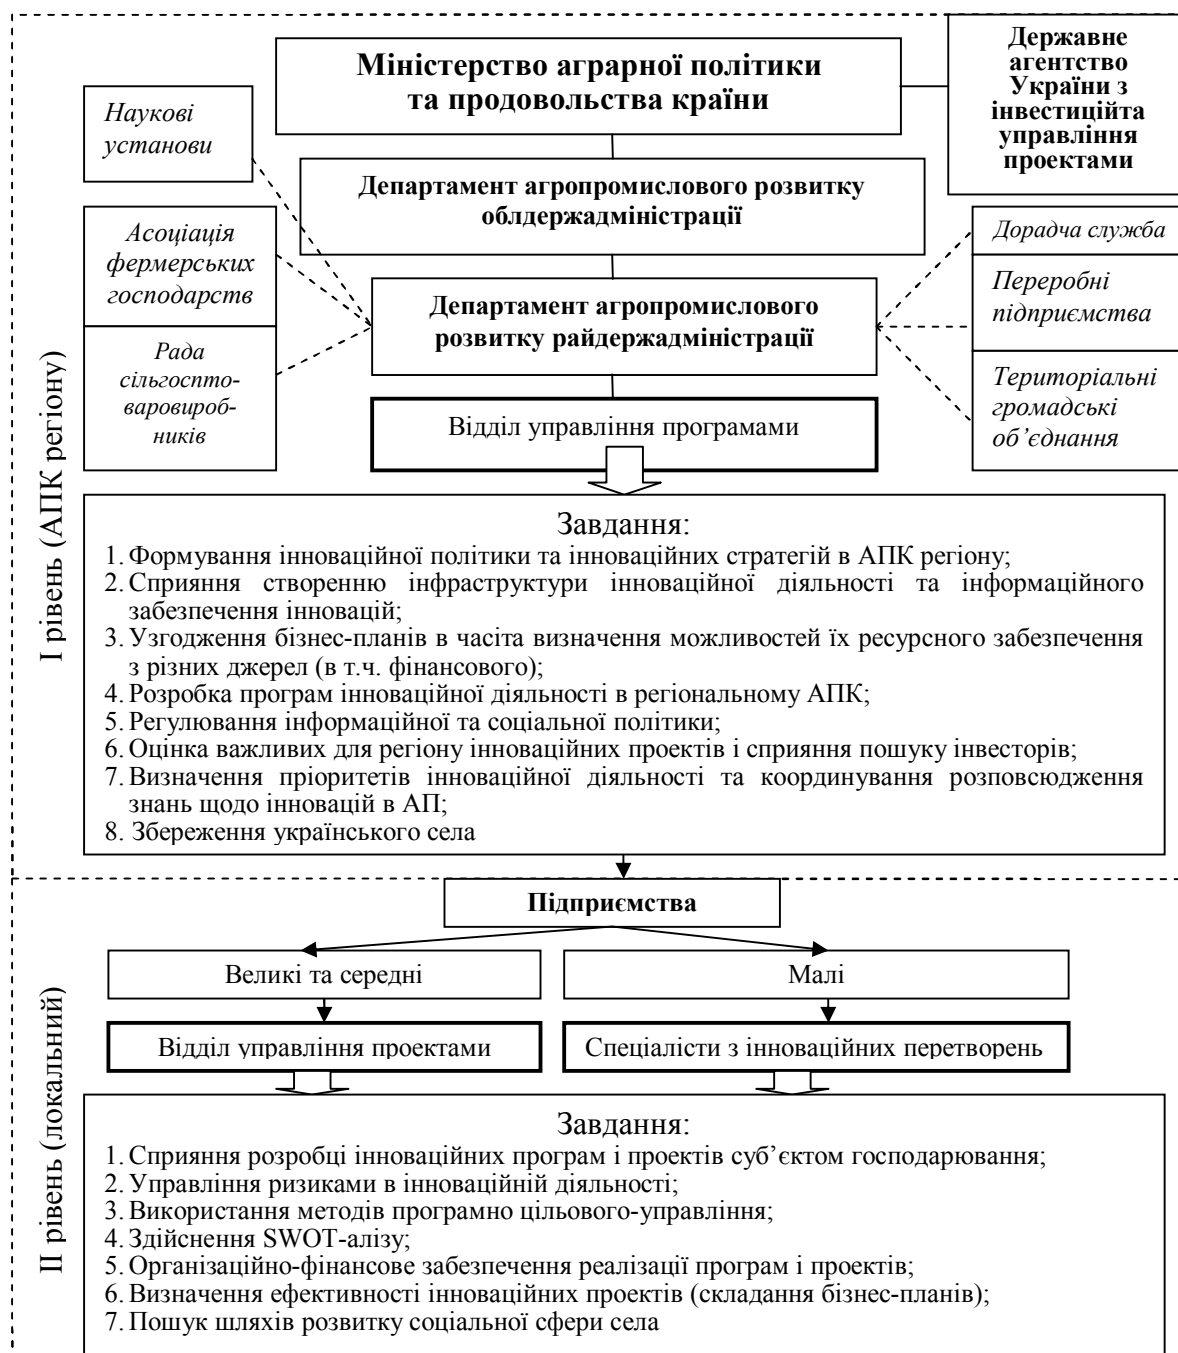 Міністерство аграрної політики
та продовольства країни
Державне
агентство
України з
інвестиційта
управління
проектами
Наукові
установи
Департамент агропромислового розвитку
облдержадміністрації
Асоціація
фермерських
господарств
Дорадча служба
Департамент агропромислового
розвитку райдержадміністрації
Переробні
підприємства
Рада
сільгоспто-
варовироб-
ників
Територіальні
громадські
об’єднання
Відділ управління програмами
І рівень (АПК регіону)
Завдання:
1. Формування інноваційної політики та інноваційних стратегій в АПК регіону;
2. Сприяння створенню інфраструктури інноваційної діяльності та інформаційного
забезпечення інновацій;
3. Узгодження бізнес-планів в часіта визначення можливостей їх ресурсного забезпечення
з різних джерел (в т.ч. фінансового);
4. Розробка програм інноваційної діяльності в регіональному АПК;
5. Регулювання інформаційної та соціальної політики;
6. Оцінка важливих для регіону інноваційних проектів і сприяння пошуку інвесторів;
7. Визначення пріоритетів інноваційної діяльності та координування розповсюдження
знань щодо інновацій в АП;
8. Збереження українського села
Підприємства
Великі та середні
Малі
Відділ управління проектами
Спеціалісти з інноваційних перетворень
ІІ рівень (локальний)
Завдання:
1. Сприяння розробці інноваційних програм і проектів суб’єктом господарювання;
2. Управління ризиками в інноваційній діяльності;
3. Використання методів програмно цільового-управління;
4. Здійснення SWOT-алізу;
5. Організаційно-фінансове забезпечення реалізації програм і проектів;
6. Визначення ефективності інноваційних проектів (складання бізнес-планів);
7. Пошук шляхів розвитку соціальної сфери села